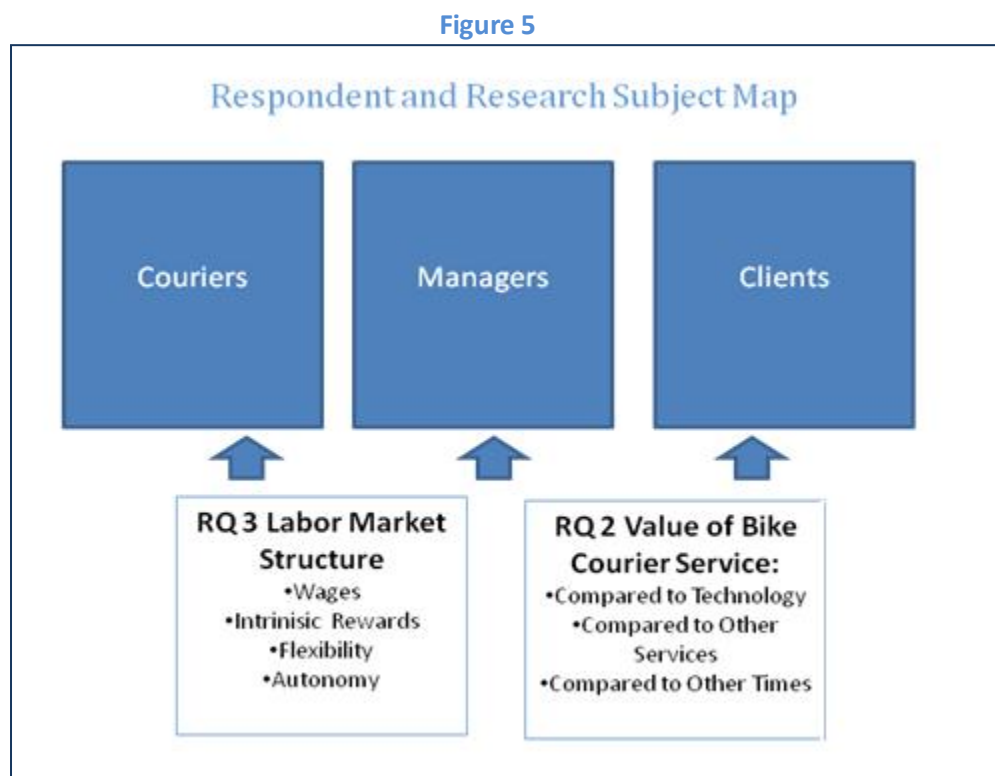 Figure 5
Respondent and Research Subject Map
Couriers
Managers
Clients
RQ 3 Labor Market
Structure
•Wages
•Intrinisic Rewards
•Flexibility
•Autonomy
RQ 2 Value of Bike
Courier Service:
•Compared to Technology
•Compared to Other
Services
•Compared to Other Times